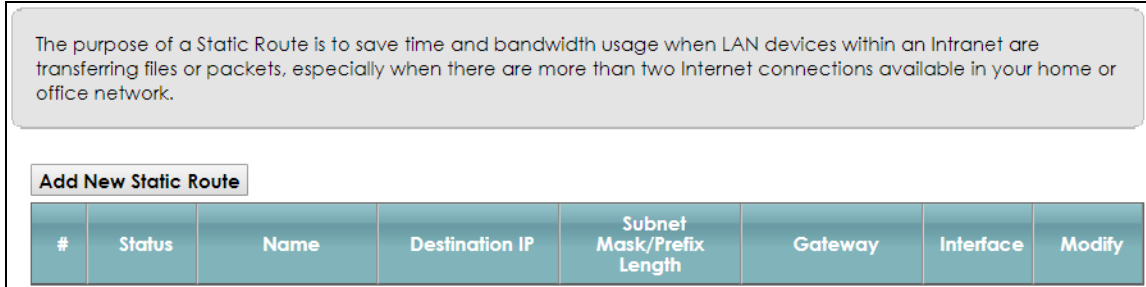 The purpose of a Static Route is to save time and bandwidth usage when LAN devices within an Intranet are
transferring files or packets, especially when there are more than two Internet connections available in your home or
office network.
Add New Static Route
# Status Name Destination IP Subnet Mask/Prefix Length Gateway Interface Modify